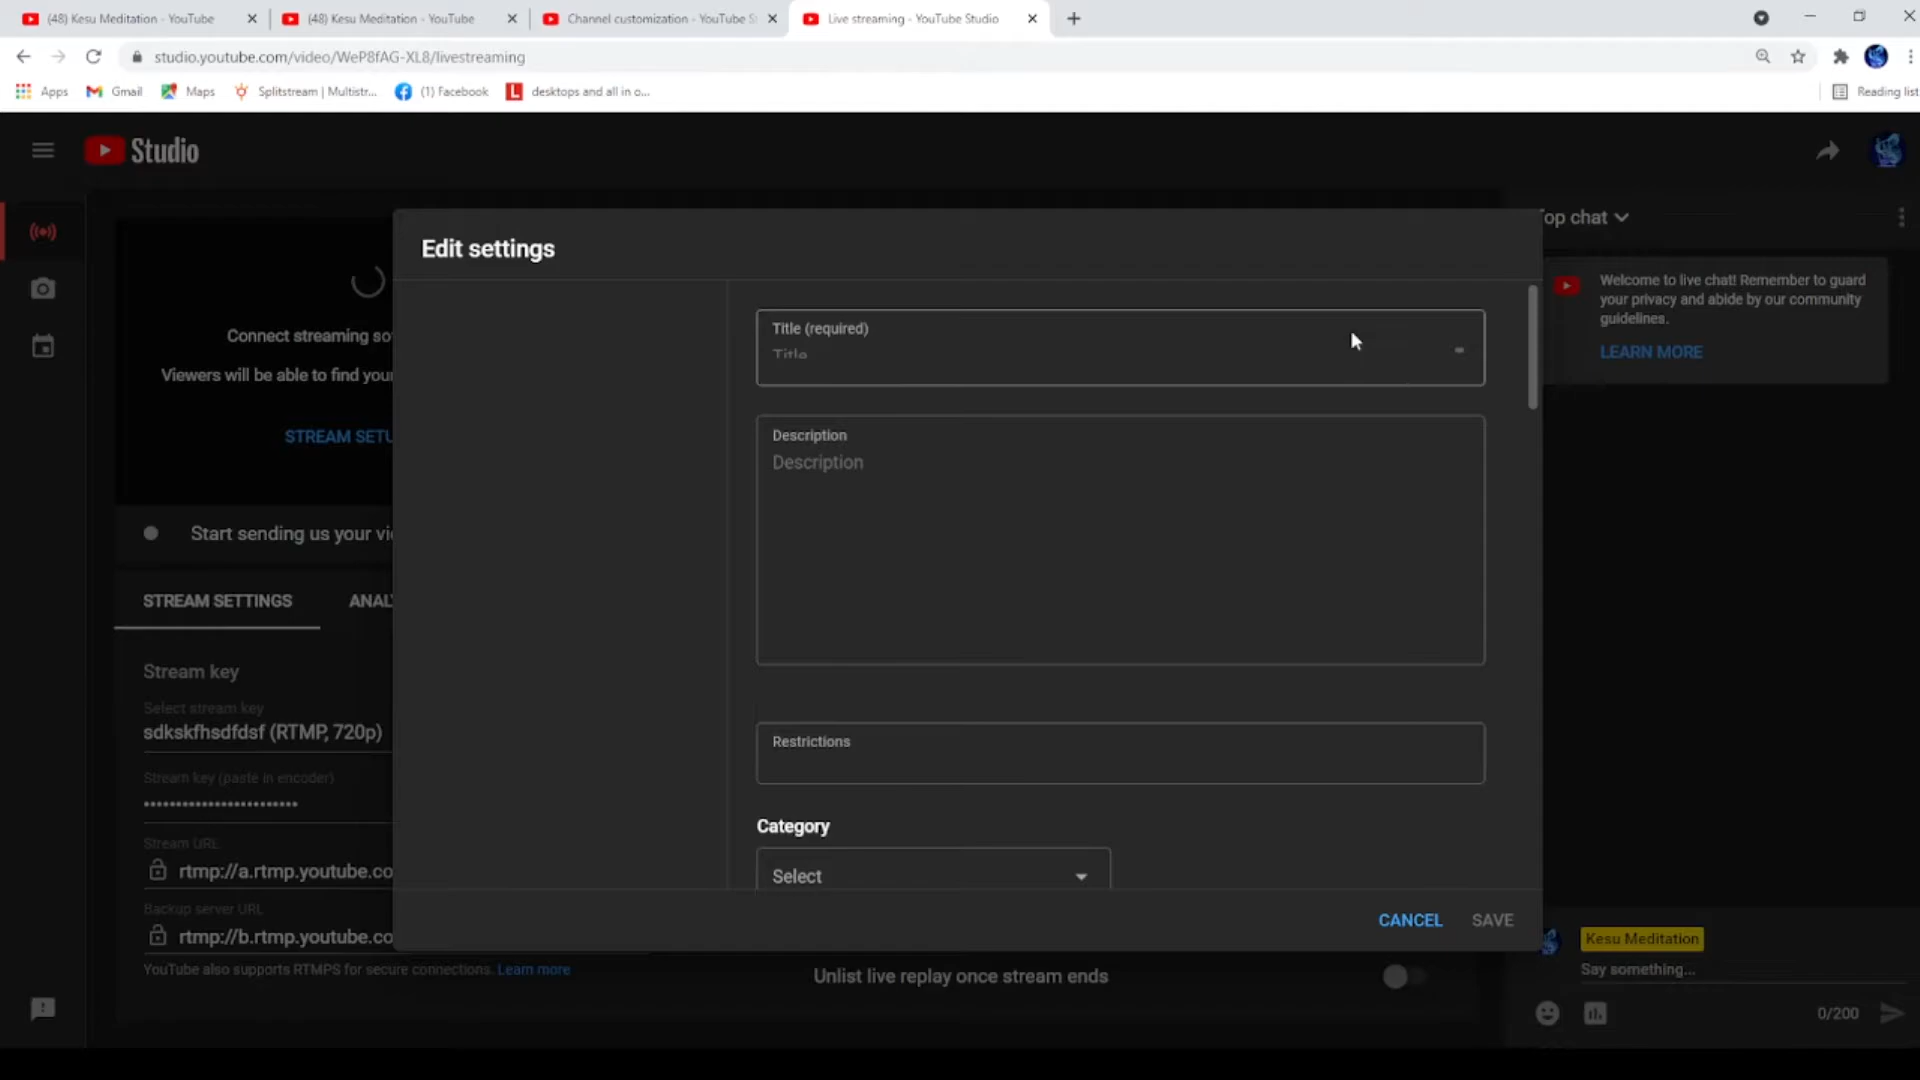 (48) Kesu Meditation - YouTube
(48) Kesu Meditation - YouTube
Channel customization - YouTube S
Live streaming - YouTube Studio
studio.youtube.com/video/WeP8fAG-XL8/livestreaming
Apps
Gmail
Maps
Splitstream | Multistr...
(1) Facebook
desktops and all in o...
Reading list
Studio
Edit settings
op chat
Title (required)
Title
Welcome to live chat! Remember to guard
your privacy and abide by our community
guidelines.
LEARN MORE
Connect streaming so
Viewers will be able to find your
STREAM SETU
Description
Description
Start sending us your vi
STREAM SETTINGS
ANAL
Stream key
Select stream key
sdkskfhsdfdsf (RTMP, 720p)
Stream key (paste in encoder)
Stream URL
rtmp://a.rtmp.youtube.co
Backup server URL
rtmp://b.rtmp.youtube.co
YouTube also supports RTMPS for secure connections. Learn more
Restrictions
Category
Select
CANCEL
SAVE
Unlist live replay once stream ends
Kesu Meditation
Say something...
0/200